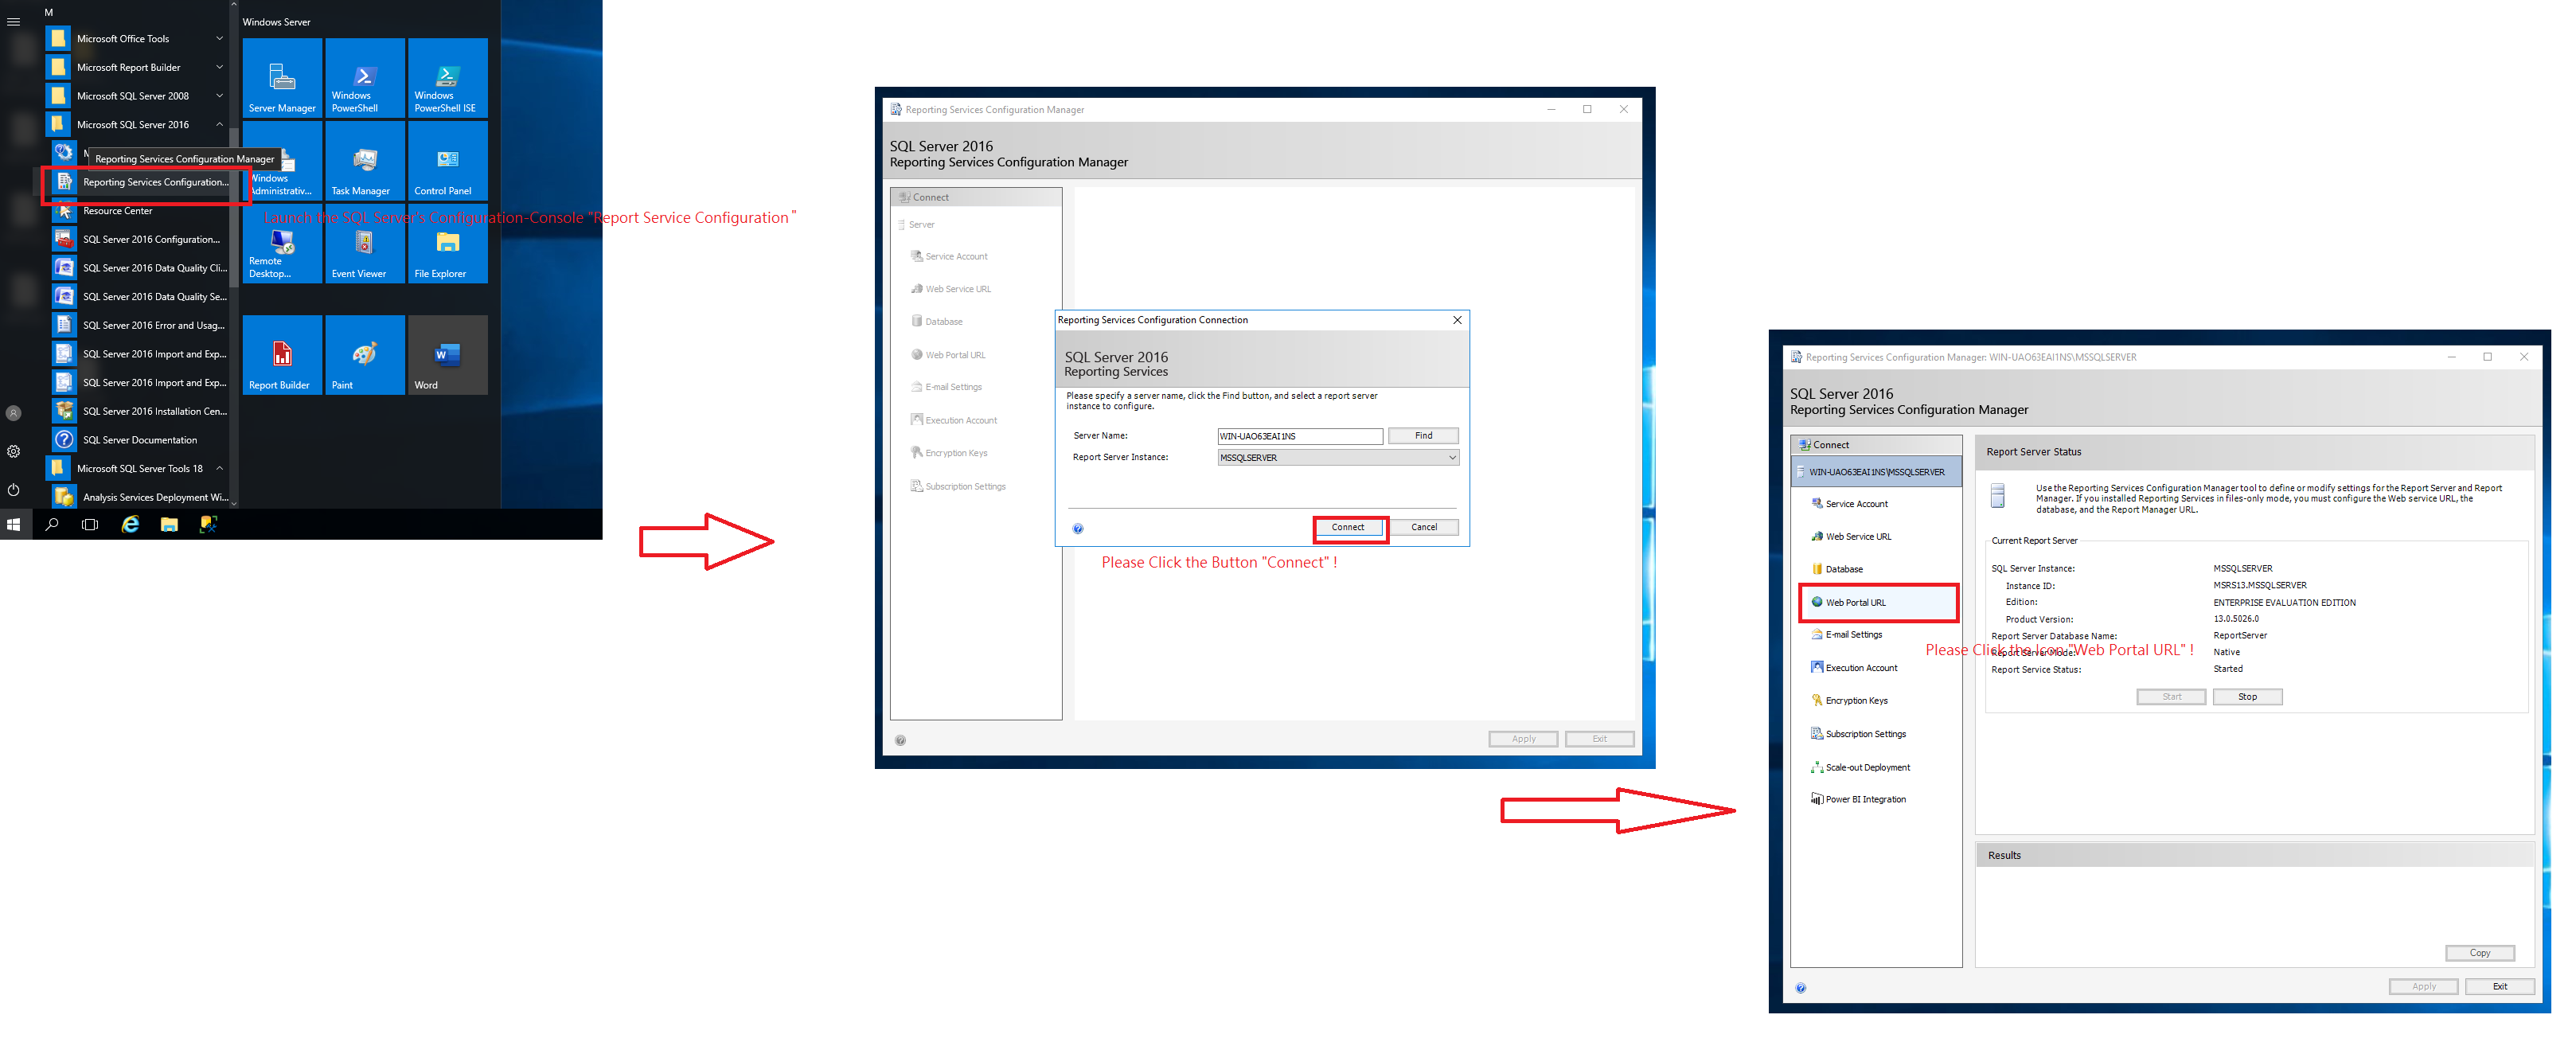 M
Windows Server
Microsoft Office Tools
Microsoft Report Builder
Microsoft SQL Server 2008
Microsoft SQL Server 2016
M
Reporting Services Configuration Manager
Reporting Services Configuration...
Resource Center
SQL Server 2016 Configuration...
SQL Server 2016 Data Quality Cli...
SQL Server 2016 Data Quality Se...
SQL Server 2016 Error and Usag...
SQL Server 2016 Import and Exp...
SQL Server 2016 Import and Exp...
SQL Server 2016 Installation Cen...
SQL Server Documentation
Microsoft SQL Server Tools 18
Analysis Services Deployment Wi...
Server Manager
Windows PowerShell
Windows PowerShell ISE
Windows Administrativ...
Task Manager
Control Panel
Remote Desktop...
Event Viewer
File Explorer
Report Builder
Paint
Word
Launch the SQL Server's Configuration-Console "Report Service Configuration"
Reporting Services Configuration Manager
SQL Server 2016
Reporting Services Configuration Manager
Connect
Server
Service Account
Web Service URL
Database
Web Portal URL
E-mail Settings
Execution Account
Encryption Keys
Subscription Settings
Reporting Services Configuration Connection
SQL Server 2016
Reporting Services
Please specify a server name, click the Find button, and select a report server
instance to configure.
Server Name: WIN-UAO63EAI1NS Find
Report Server Instance: MSSQLSERVER
Connect Cancel
Please Click the Button "Connect" !
Apply Exit
Reporting Services Configuration Manager: WIN-UAO63EAI1NS\MSSQLSERVER
SQL Server 2016
Reporting Services Configuration Manager
Connect
WIN-UAO63EAI1NS\MSSQLSERVER
Service Account
Web Service URL
Database
Web Portal URL
E-mail Settings
Execution Account
Encryption Keys
Subscription Settings
Scale-out Deployment
Power BI Integration
Please Click the Icon "Web Portal URL" !
Report Server Status
Use the Reporting Services Configuration Manager tool to define or modify settings for the Report Server and Report
Manager. If you installed Reporting Services in files-only mode, you must configure the Web service URL, the
database, and the Report Manager URL.
Current Report Server
SQL Server Instance: MSSQLSERVER
Instance ID: MSRS13.MSSQLSERVER
Edition: ENTERPRISE EVALUATION EDITION
Product Version: 13.0.5026.0
Report Server Database Name: ReportServer
Report Server Mode: Native
Report Service Status: Started
Start Stop
Results
Copy
Apply Exit